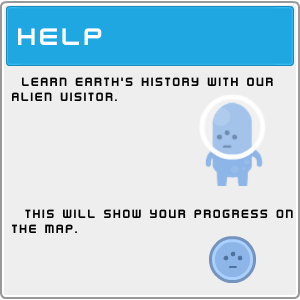 HELP
LEARN EARTH'S HISTORY WITH OUR
ALIEN VISITOR.
THIS WILL SHOW YOUR PROGRESS ON
THE MAP.